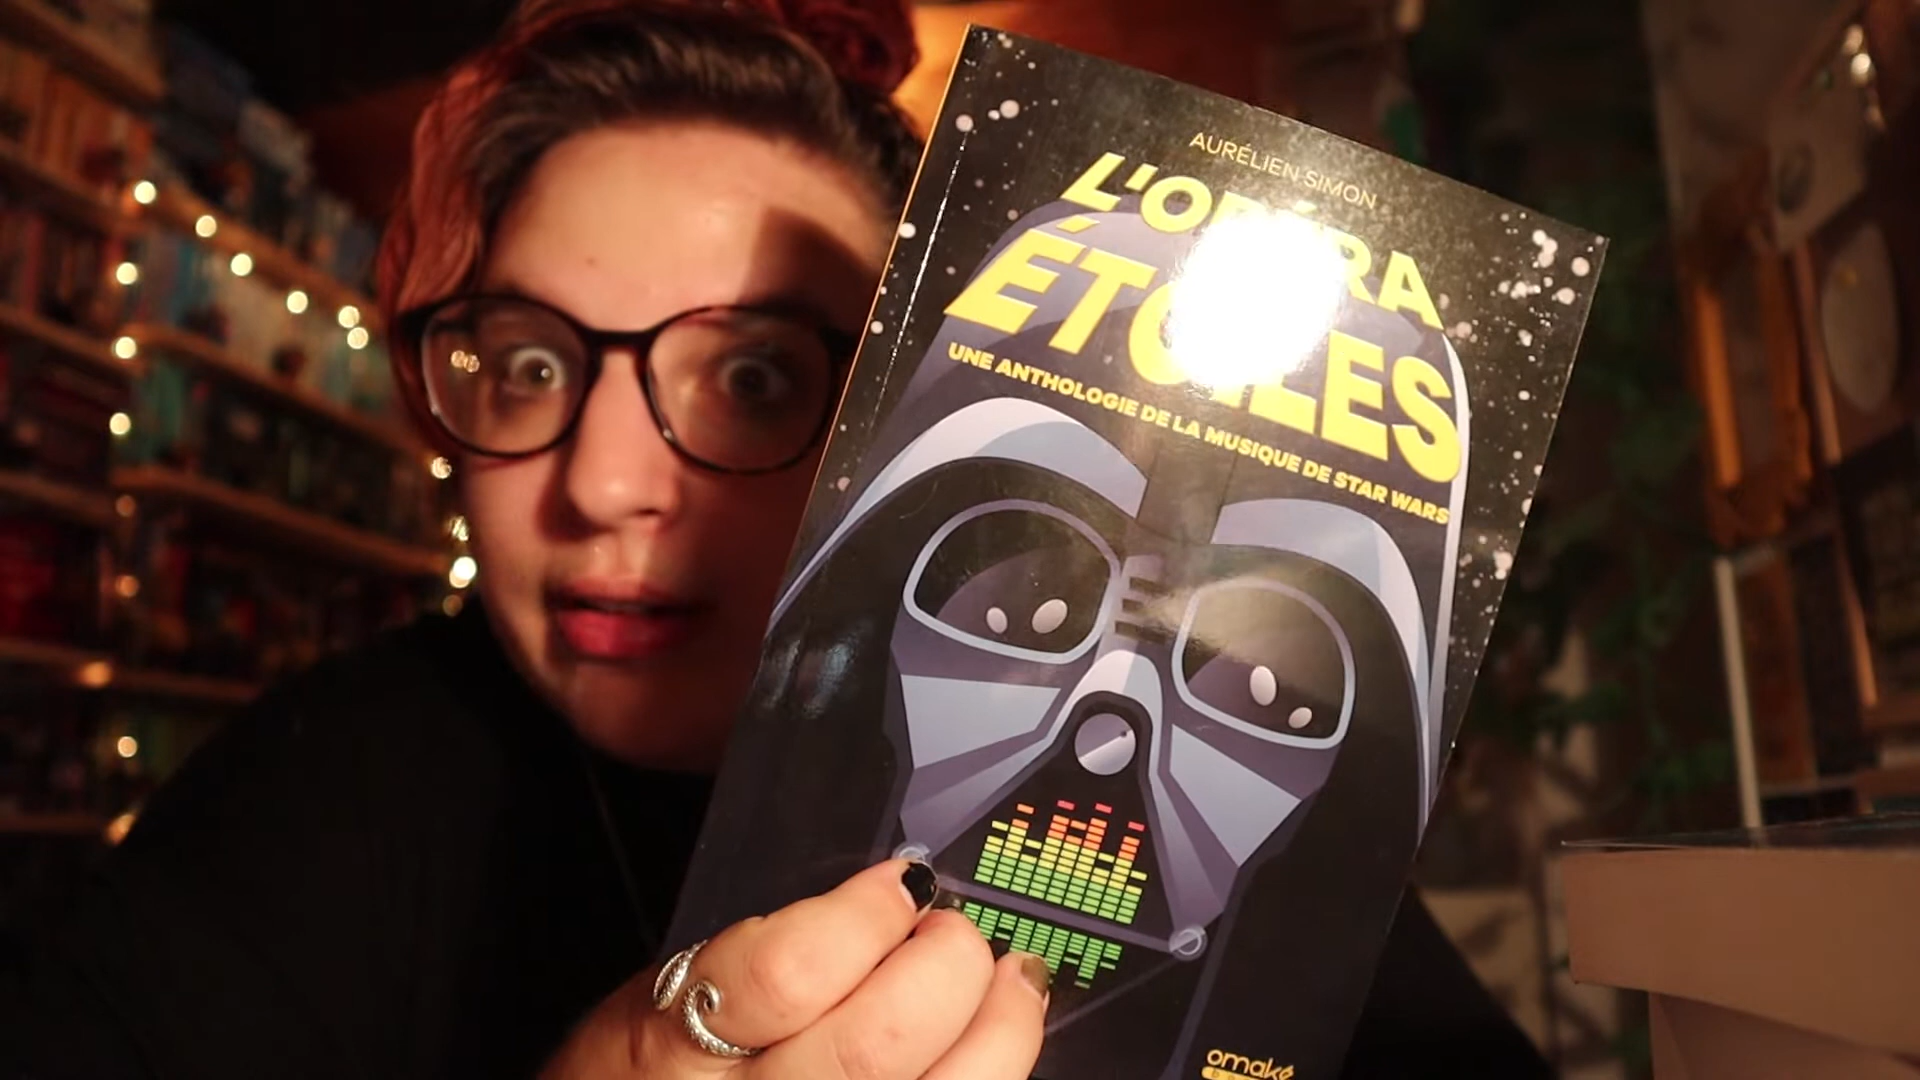 AURÉLIEN SIMON
L'OPÉRA
ÉTOILES
UNE ANTHOLOGIE DE LA MUSIQUE DE STAR WARS
omaké